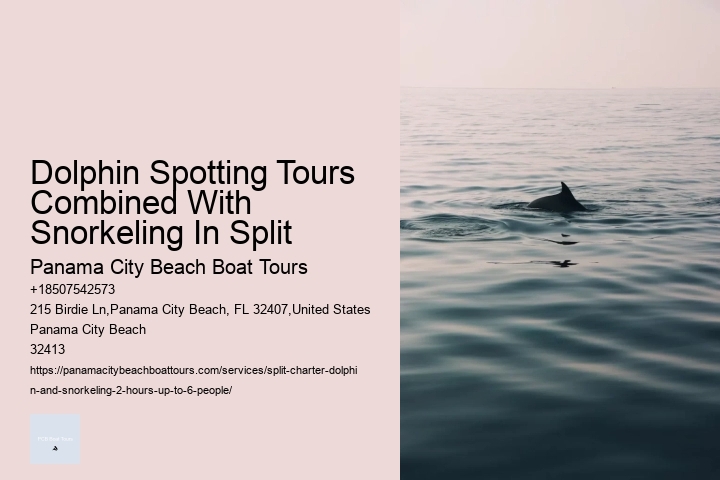 Dolphin Spotting Tours
Combined With
Snorkeling In Split
Panama City Beach Boat Tours
+18507542573
215 Birdie Ln,Panama City Beach, FL 32407,United States
Panama City Beach
32413
https://panamacitybeachboattours.com/services/split-charter-dolphi
n-and-snorkeling-2-hours-up-to-6-people/